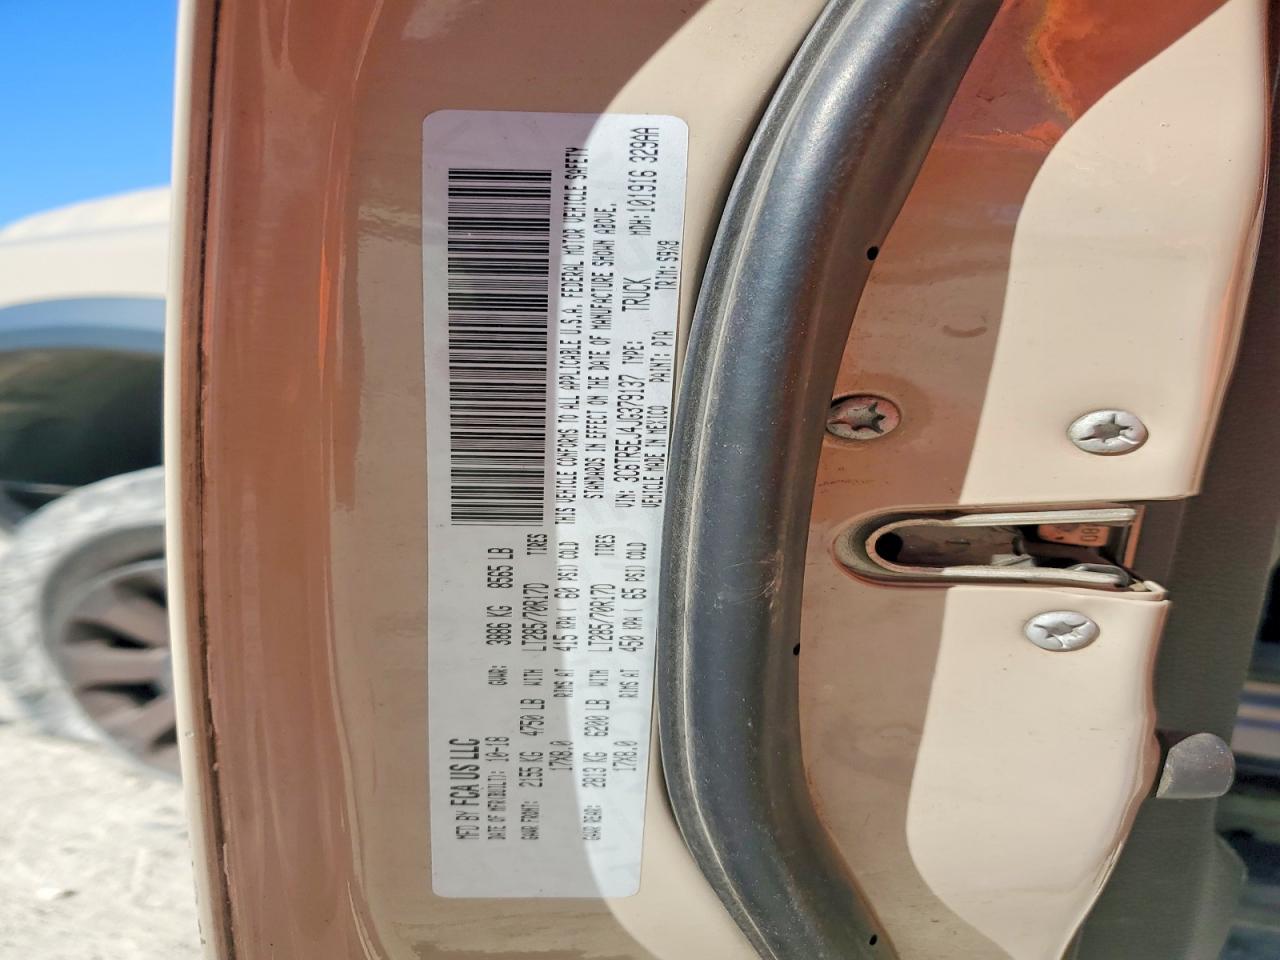 MFD BY FCA US LLC
DATE OF MFR(BUILT): 10-18 GVWR: 3886 KG 8565 LB
GAWR FRONT: 2155 KG 4750 LB WITH LT285/70R17D TIRES
17X8.0 RIMS AT 415 KPA ( 60 PSI) COLD
GAWR REAR: 2813 KG 6200 LB WITH LT285/70R17D TIRES
17X8.0 RIMS AT 450 KPA ( 65 PSI) COLD
THIS VEHICLE CONFORMS TO ALL APPLICABLE U.S.A. FEDERAL MOTOR VEHICLE SAFETY
STANDARDS IN EFFECT ON THE DATE OF MANUFACTURE SHOWN ABOVE.
VIN: 3C6TR5EJ4JG379137 TYPE: TRUCK MDH:101916 329AA
VEHICLE MADE IN MEXICO PAINT: PTA TRIM: S9X8